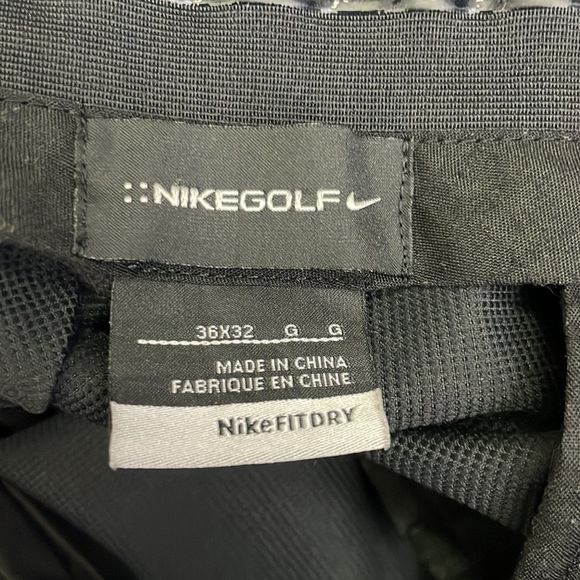 ::NIKEGOLF
36X32 G G
MADE IN CHINA
FABRIQUE EN CHINE
NikeFITDRY